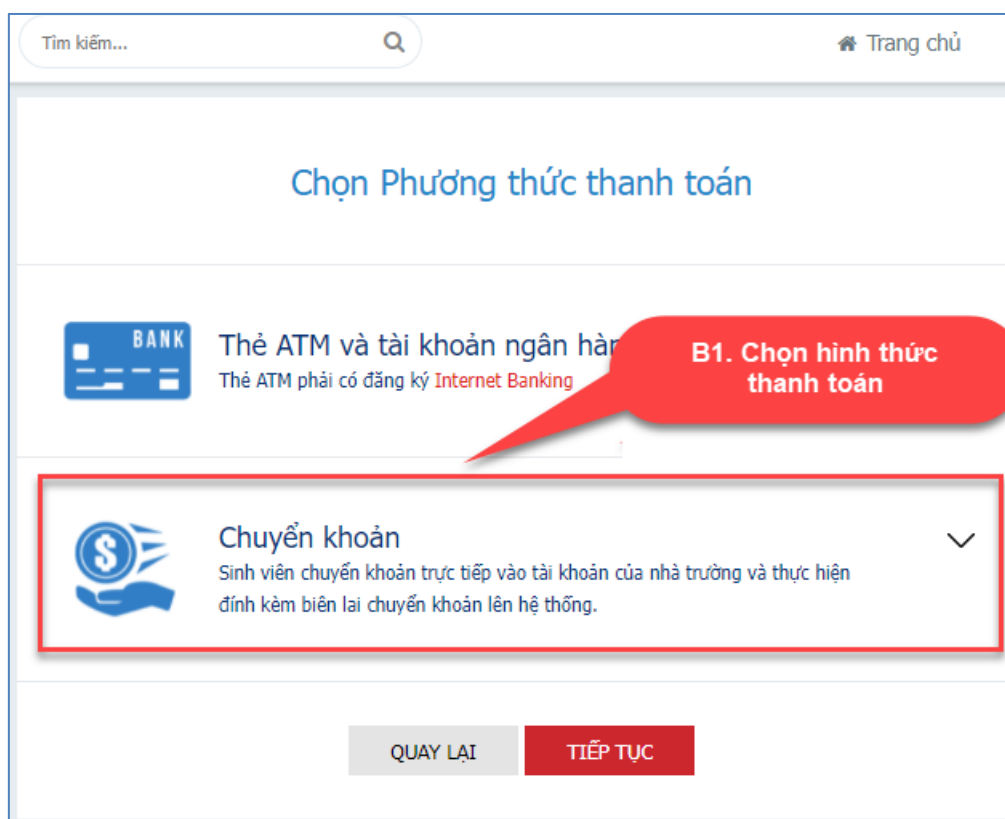 Tìm kiếm...
Trang chủ
Chọn Phương thức thanh toán
BANK
Thẻ ATM và tài khoản ngân hàn
Thẻ ATM phải có đăng ký Internet Banking
B1. Chọn hình thức
thanh toán
Chuyển khoản
Sinh viên chuyển khoản trực tiếp vào tài khoản của nhà trường và thực hiện
đính kèm biên lai chuyển khoản lên hệ thống.
QUAY LẠI
TIẾP TỤC